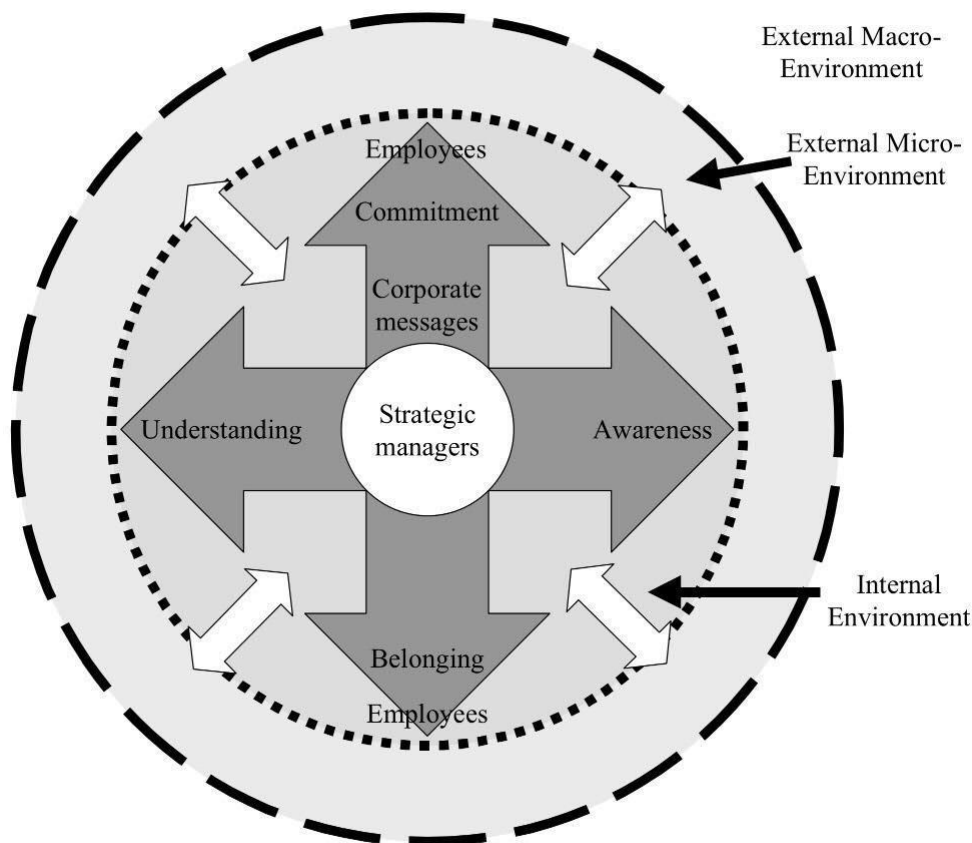 External Macro-
Environment
External Micro-
Environment
Employees
Commitment
Corporate
messages
Understanding
Strategic
managers
Awareness
Internal
Environment
Belonging
Employees